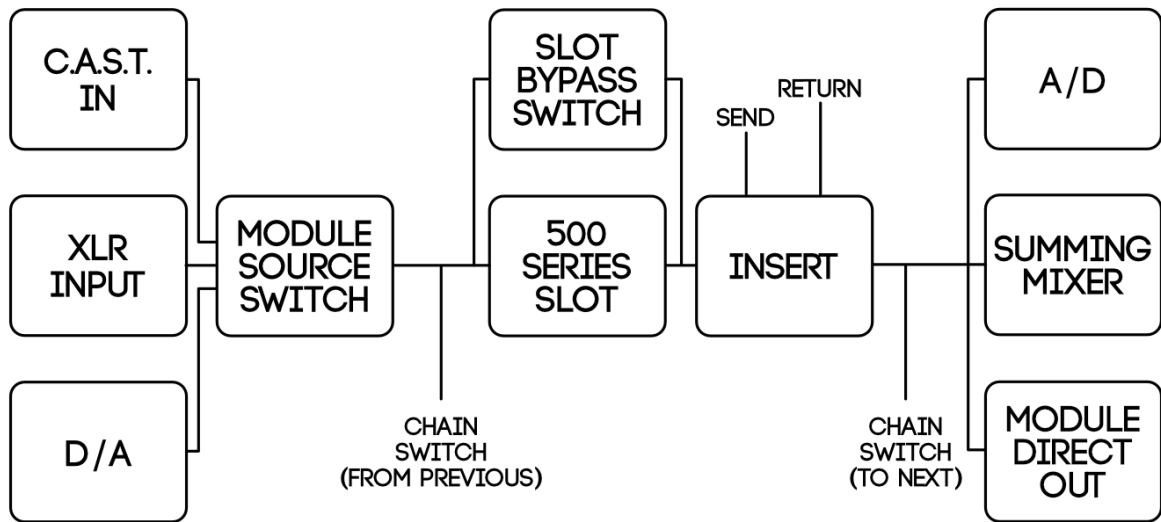 C.A.S.T.
IN
XLR
INPUT
D/A
MODULE
SOURCE
SWITCH
CHAIN
SWITCH
(FROM PREVIOUS)
SLOT
BYPASS
SWITCH
500
SERIES
SLOT
SEND
RETURN
INSERT
CHAIN
SWITCH
(TO NEXT)
A/D
SUMMING
MIXER
MODULE
DIRECT
OUT